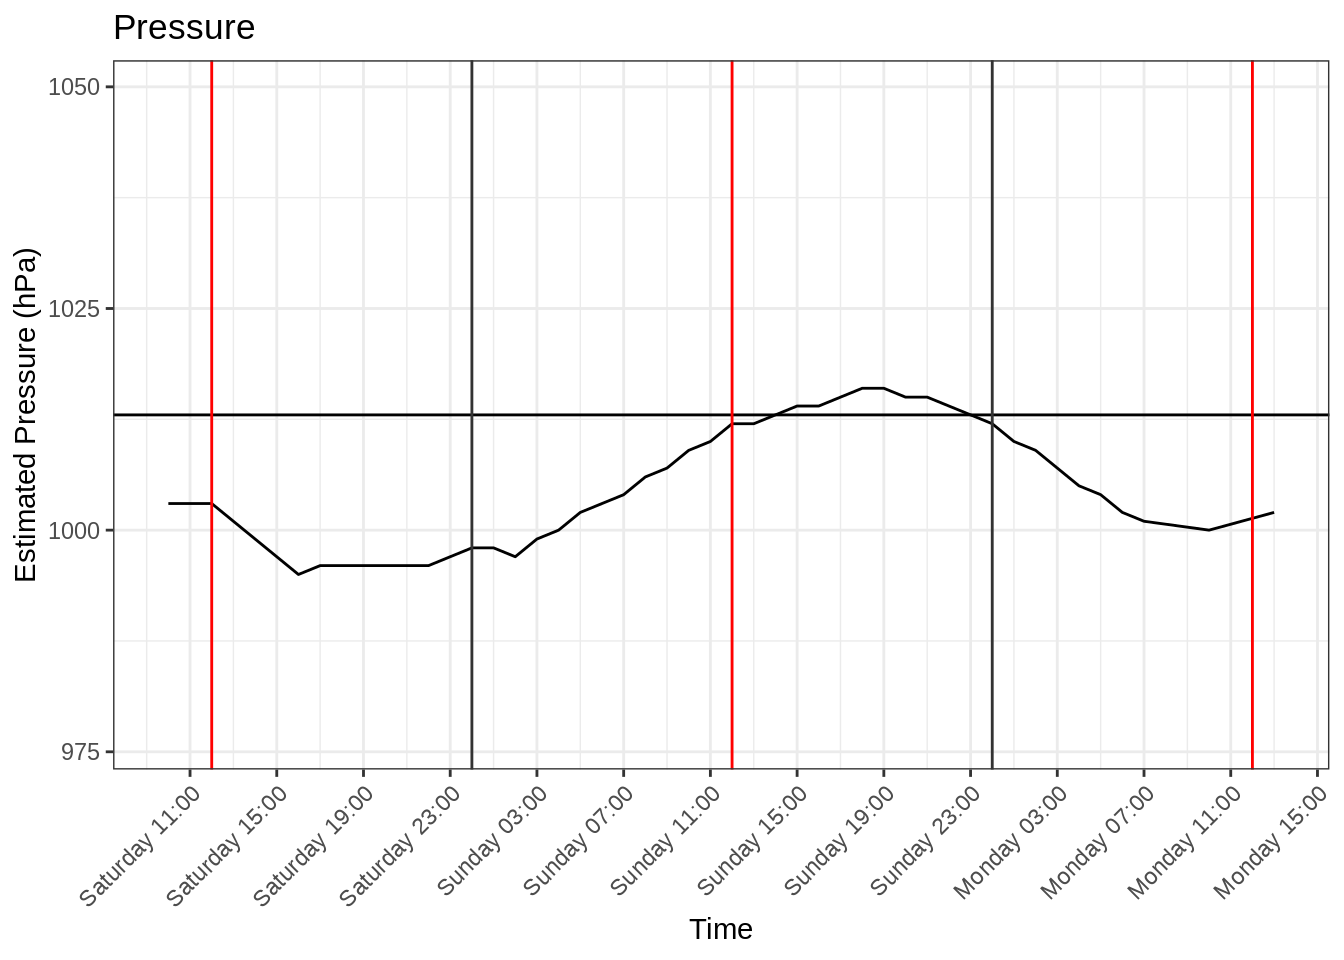 Pressure
Estimated Pressure (hPa)
1050
1025
1000
975
Saturday 11:00
Saturday 15:00
Saturday 19:00
Saturday 23:00
Sunday 03:00
Sunday 07:00
Sunday 11:00
Sunday 15:00
Sunday 19:00
Sunday 23:00
Monday 03:00
Monday 07:00
Monday 11:00
Monday 15:00
Time